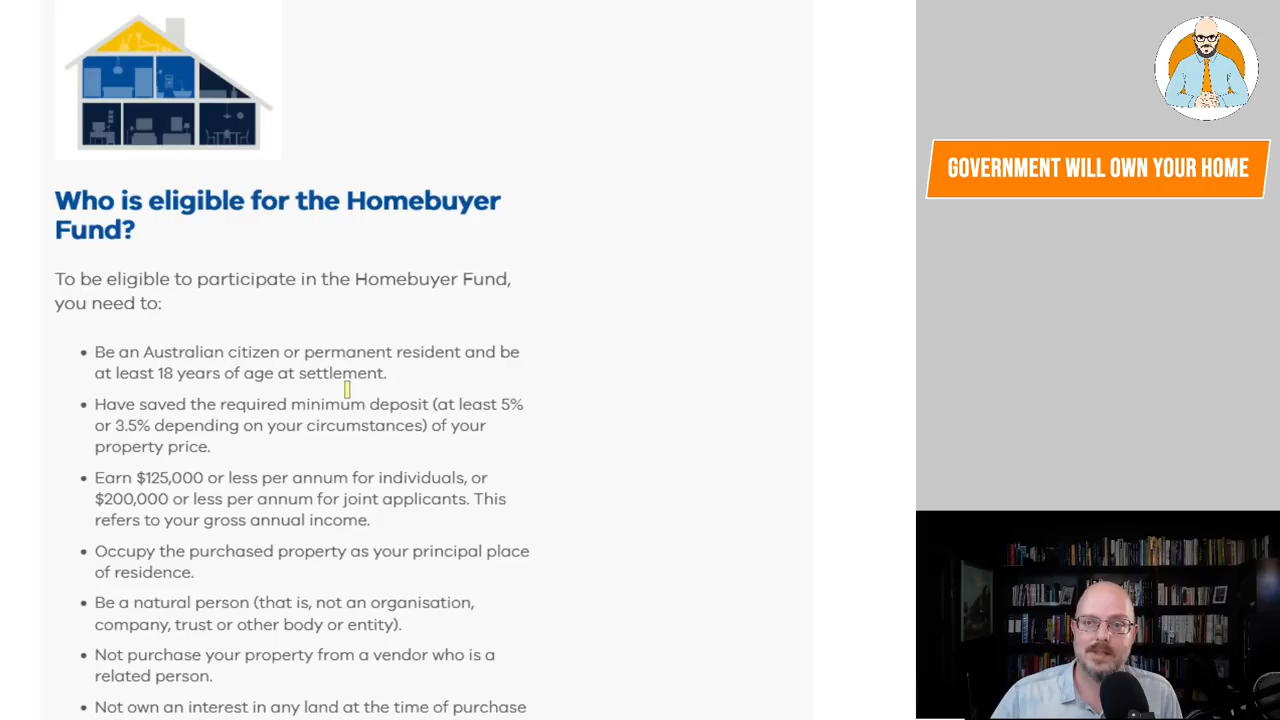 Who is eligible for the Homebuyer
Fund?
To be eligible to participate in the Homebuyer Fund,
you need to:
• Be an Australian citizen or permanent resident and be
at least 18 years of age at settlement.
• Have saved the required minimum deposit (at least 5%
or 3.5% depending on your circumstances) of your
property price.
• Earn $125,000 or less per annum for individuals, or
$200,000 or less per annum for joint applicants. This
refers to your gross annual income.
• Occupy the purchased property as your principal place
of residence.
• Be a natural person (that is, not an organisation,
company, trust or other body or entity).
• Not purchase your property from a vendor who is a
related person.
• Not own an interest in any land at the time of purchase
GOVERNMENT WILL OWN YOUR HOME